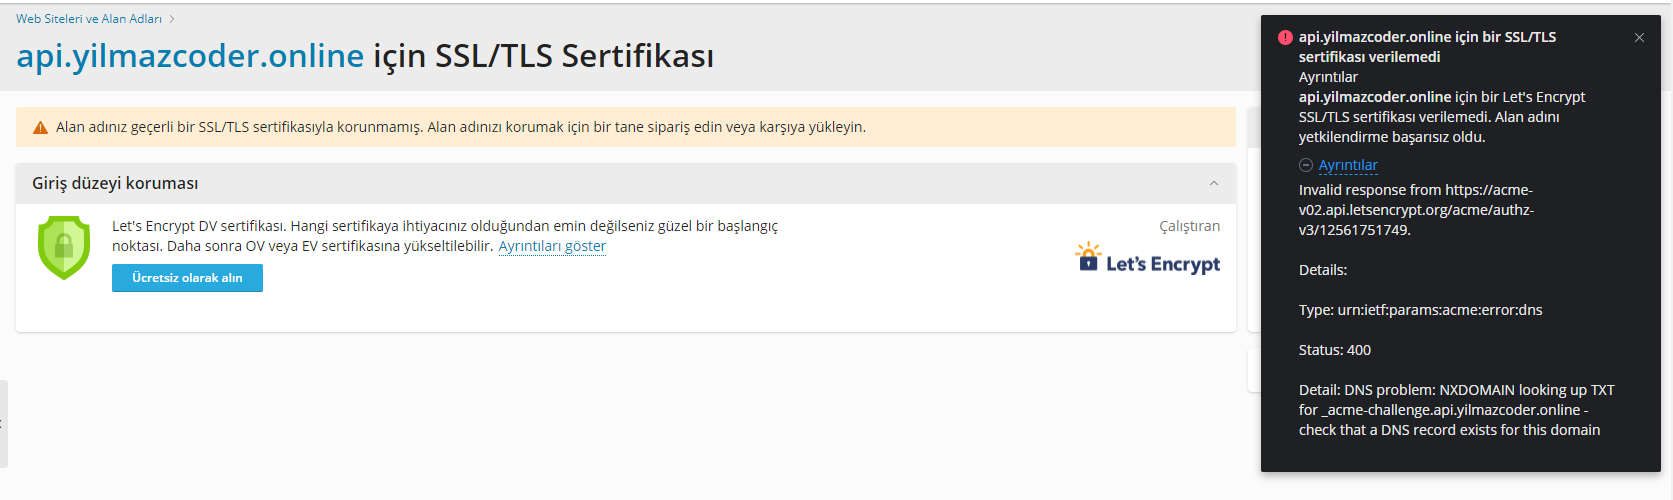 Web Siteleri ve Alan Adları >
api.yilmazcoder.online için SSL/TLS Sertifikası
Alan adınız geçerli bir SSL/TLS sertifikasıyla korunmamış. Alan adınızı korumak için bir tane sipariş edin veya karşıya yükleyin.
Giriş düzeyi koruması
Let's Encrypt DV sertifikası. Hangi sertifikaya ihtiyacınız olduğundan emin değilseniz güzel bir başlangıç
noktası. Daha sonra OV veya EV sertifikasına yükseltilebilir. Ayrıntıları göster
Ücretsiz olarak alın
Çalıştıran
Let's Encrypt
api.yilmazcoder.online için bir SSL/TLS
sertifikası verilemedi
Ayrıntılar
api.yilmazcoder.online için bir Let's Encrypt
SSL/TLS sertifikası verilemedi. Alan adını
yetkilendirme başarısız oldu.
Ayrıntılar
Invalid response from https://acme-
v02.api.letsencrypt.org/acme/authz-
v3/12561751749.
Details:
Type: urn:ietf:params:acme:error:dns
Status: 400
Detail: DNS problem: NXDOMAIN looking up TXT
for _acme-challenge.api.yilmazcoder.online -
check that a DNS record exists for this domain